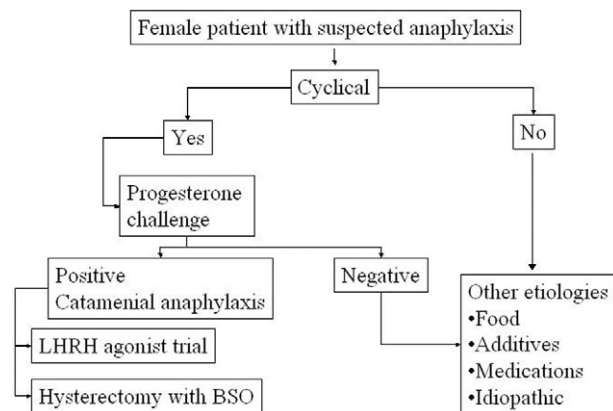 Female patient with suspected anaphylaxis
Cyclical
Yes
No
Progesterone
challenge
Positive
Catamenial anaphylaxis
Negative
Other etiologies
•Food
•Additives
•Medications
•Idiopathic
LHRH agonist trial
Hysterectomy with BSO